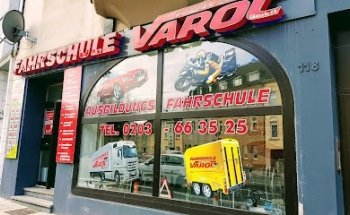 FAHRSCHULE VAROL
118
AUSBILDUNGS FAHRSCHULE
TEL. 0203 - 66 35 25
FAHRSCHULE
VAROL